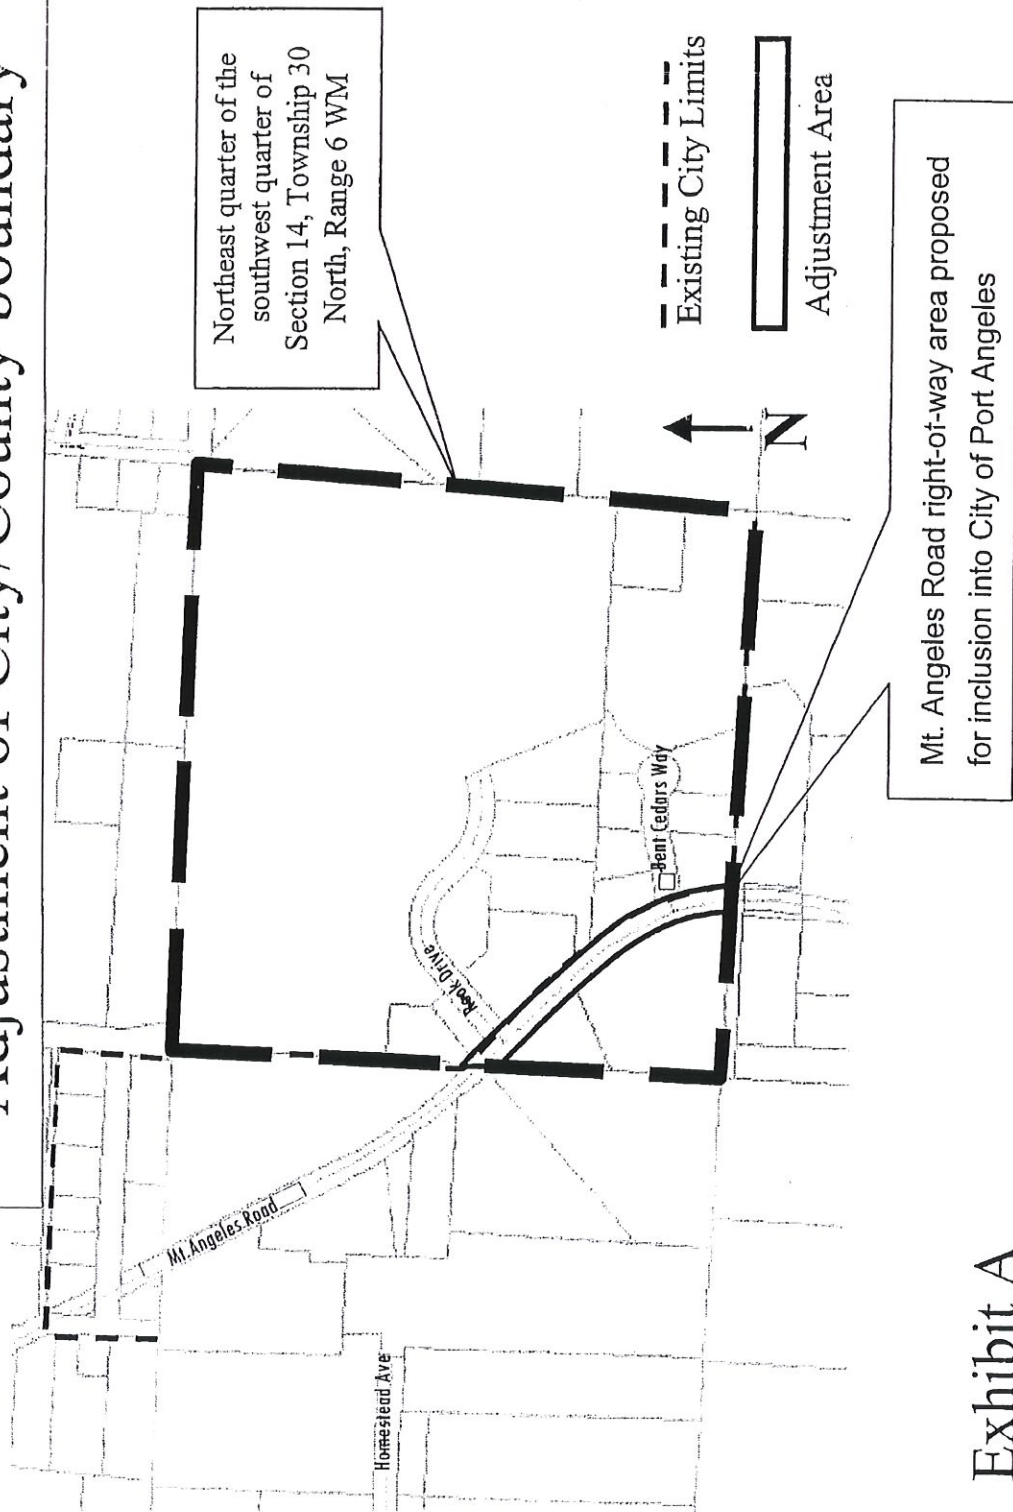 Adjustment of City/County boundary
Northeast quarter of the
southwest quarter of
Section 14, Township 30
North, Range 6 WM
Existing City Limits
Adjustment Area
N
Mt. Angeles Road
Homestead Ave
Rook Drive
Bent Cedars Way
Mt. Angeles Road right-of-way area proposed
for inclusion into City of Port Angeles
Exhibit A